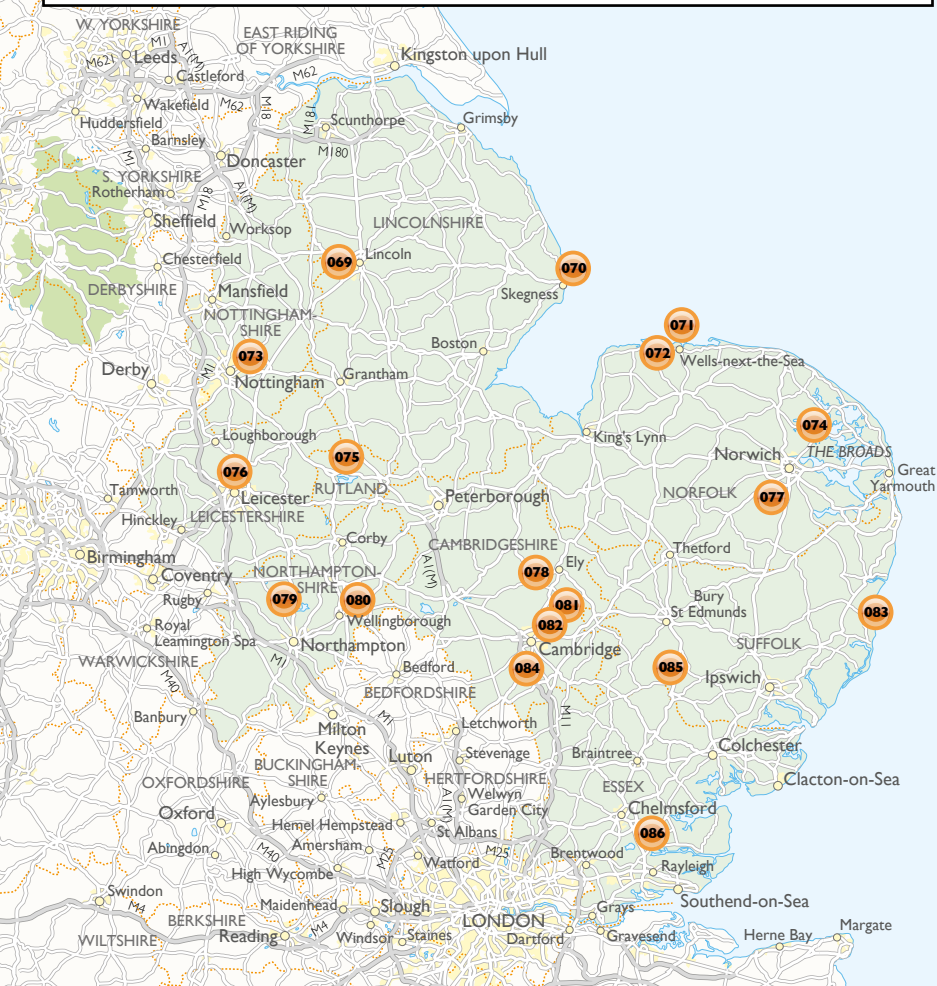 W. YORKSHIRE
EAST RIDING
OF YORKSHIRE
M1
A1(M)
Leeds
M621
Kingston upon Hull
Castleford
M62
Wakefield
M62
M18
M181
Huddersfield
Scunthorpe
Grimsby
Barnsley
M1
M180
Doncaster
S. YORKSHIRE
Rotherham
M18
A1(M)
Sheffield
LINCOLNSHIRE
Worksop
Chesterfield
069
Lincoln
070
DERBYSHIRE
Mansfield
Skegness
NOTTINGHAM-
SHIRE
071
073
Boston
072
Wells-next-the-Sea
Derby
M1
Nottingham
Grantham
074
Loughborough
King's Lynn
THE BROADS
075
Norwich
076
Great
Yarmouth
Tamworth
RUTLAND
Leicester
Peterborough
NORFOLK
077
Hinckley
LEICESTERSHIRE
Corby
CAMBRIDGESHIRE
Thetford
Birmingham
A1(M)
Ely
Coventry
NORTHAMPTON-
SHIRE
078
Rugby
079
080
081
Bury
St Edmunds
083
Royal
Leamington Spa
Wellingborough
082
Northampton
Cambridge
SUFFOLK
WARWICKSHIRE
M1
Bedford
084
085
Ipswich
M40
BEDFORDSHIRE
Banbury
Milton
Keynes
M1
Letchworth
M11
BUCKINGHAM-
SHIRE
Luton
Stevenage
Braintree
Colchester
OXFORDSHIRE
HERTFORDSHIRE
ESSEX
Clacton-on-Sea
Aylesbury
Welwyn
Garden City
A1(M)
Chelmsford
Oxford
Hemel Hempstead
St Albans
086
Abingdon
Amersham
M40
M25
M25
Brentwood
High Wycombe
Watford
Rayleigh
Swindon
M4
Maidenhead
Slough
Southend-on-Sea
BERKSHIRE
LONDON
Grays
WILTSHIRE
Reading
M4
Windsor
Staines
Dartford
Gravesend
Herne Bay
Margate